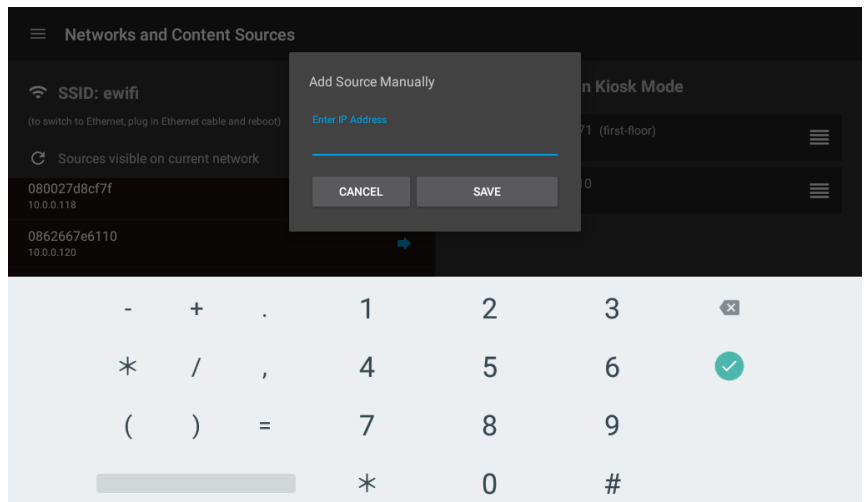 Networks and Content Sources
SSID: ewifi
(to switch to Ethernet, plug in Ethernet cable and reboot)
Sources visible on current network
080027d8cf7f
10.0.0.118
0862667e6110
10.0.0.120
Add Source Manually
Enter IP Address
CANCEL SAVE
n Kiosk Mode
71 (first-floor)
10
- + . 1 2 3
* / , 4 5 6
( ) = 7 8 9
* 0 #